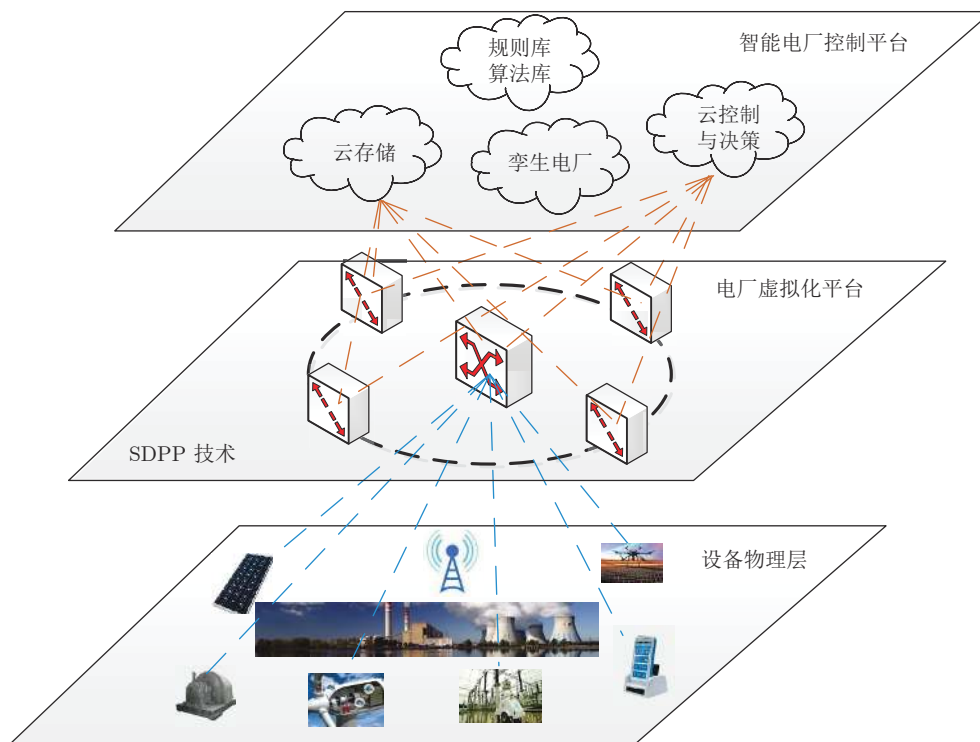 智能电厂控制平台
规则库
算法库
云控制
与决策
云存储
孪生电厂
电厂虚拟化平台
SDPP 技术
设备物理层